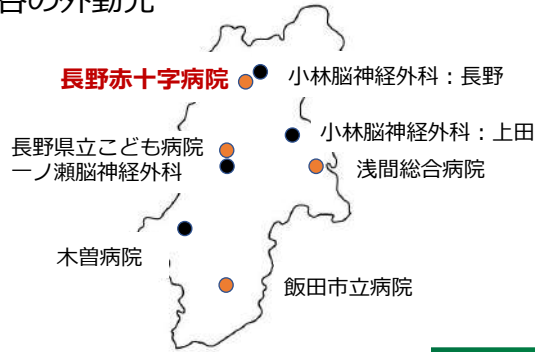 の外勤先
長野赤十字病院
小林脳神経外科：長野
小林脳神経外科：上田
長野県立こども病院
一ノ瀬脳神経外科
浅間総合病院
木曽病院
飯田市立病院